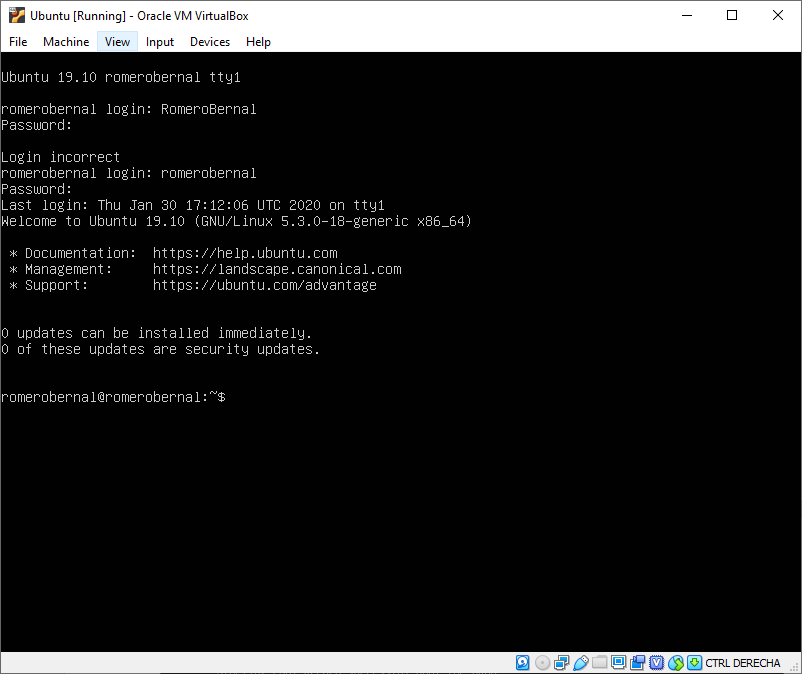 Ubuntu [Running] - Oracle VM VirtualBox
File Machine View Input Devices Help
Ubuntu 19.10 romerobernal tty1
romerobernal login: RomeroBernal
Password:
Login incorrect
romerobernal login: romerobernal
Password:
Last login: Thu Jan 30 17:12:06 UTC 2020 on tty1
Welcome to Ubuntu 19.10 (GNU/Linux 5.3.0-18-generic x86_64)
* Documentation: https://help.ubuntu.com
* Management: https://landscape.canonical.com
* Support: https://ubuntu.com/advantage
0 updates can be installed immediately.
0 of these updates are security updates.
romerobernal@romerobernal:~$
CTRL DERECHA